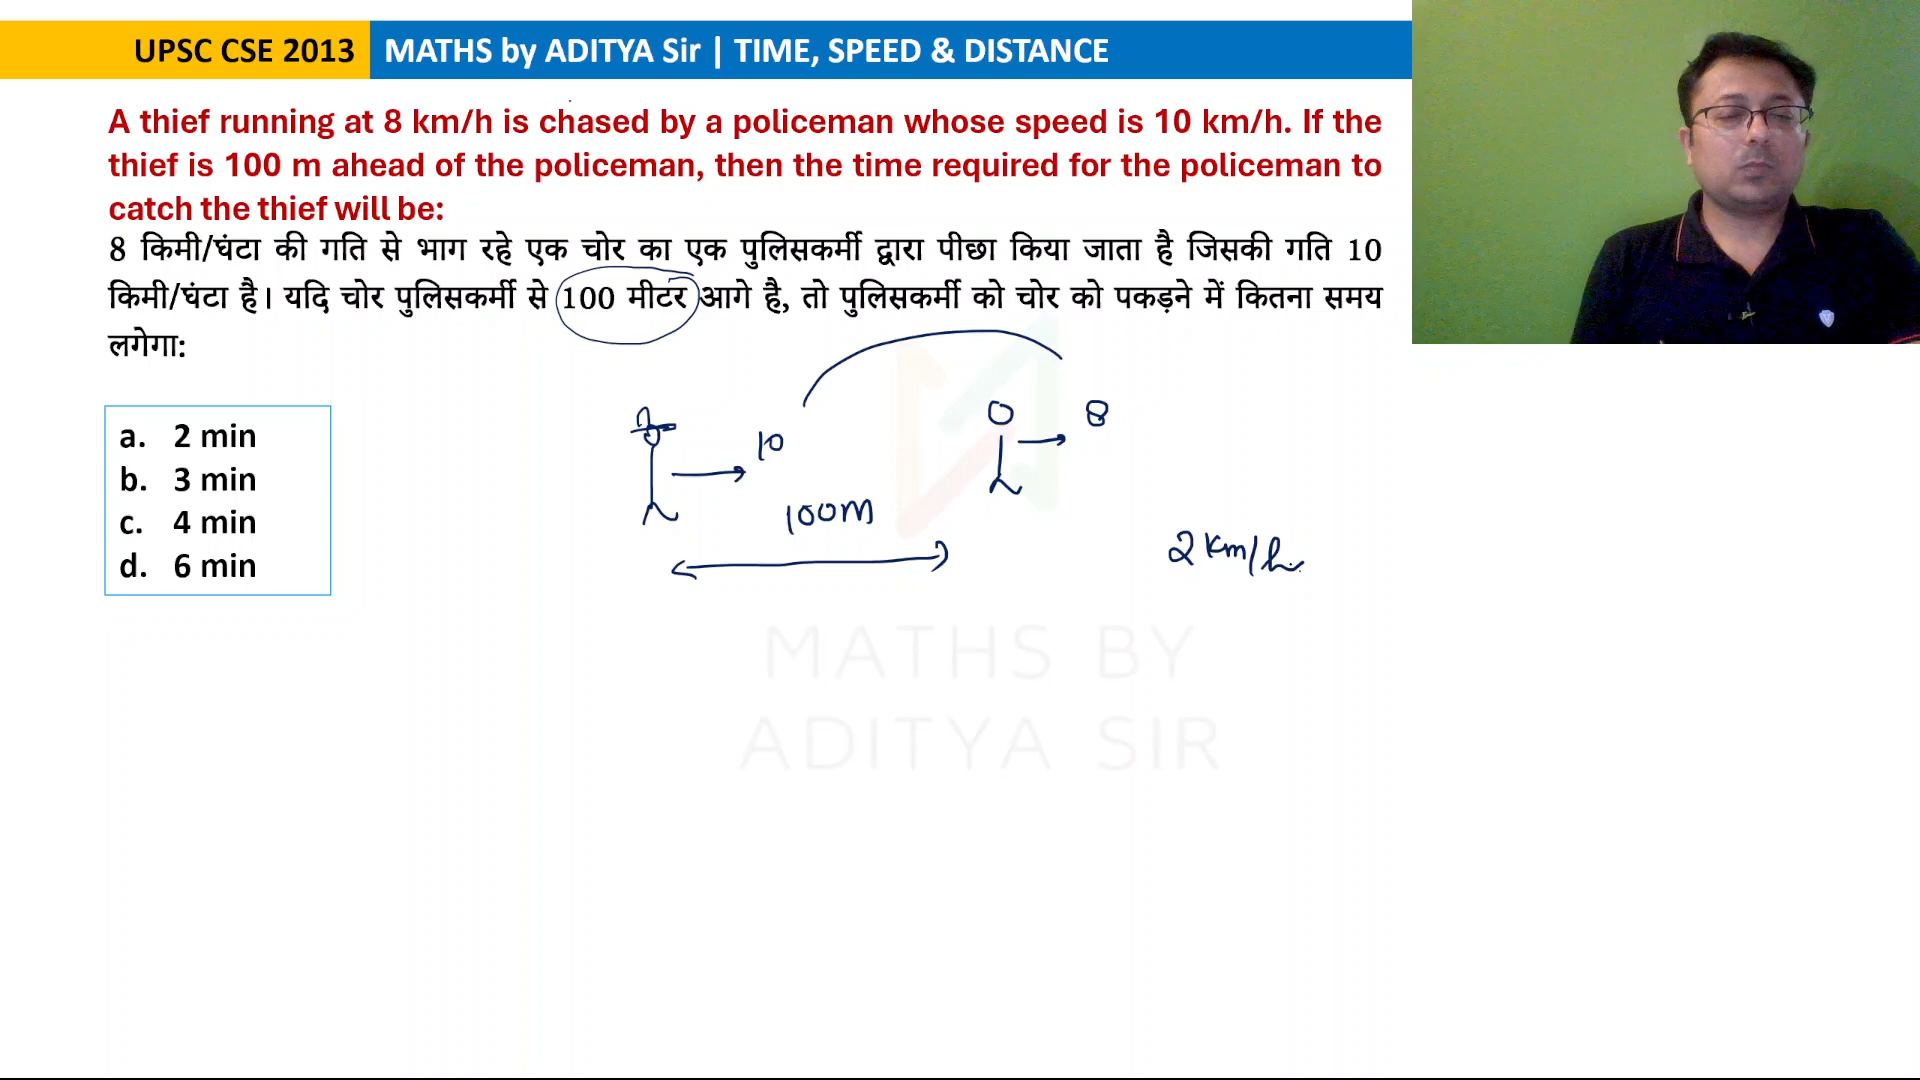 UPSC CSE 2013 MATHS by ADITYA Sir | TIME, SPEED & DISTANCE
A thief running at 8 km/h is chased by a policeman whose speed is 10 km/h. If the
thief is 100 m ahead of the policeman, then the time required for the policeman to
catch the thief will be:
8 किमी/घंटा की गति से भाग रहे एक चोर का एक पुलिसकर्मी द्वारा पीछा किया जाता है जिसकी गति 10
किमी/घंटा है। यदि चोर पुलिसकर्मी से 100 मीटर आगे है, तो पुलिसकर्मी को चोर को पकड़ने में कितना समय
लगेगा:
a. 2 min
b. 3 min
c. 4 min
d. 6 min
10
8
100m
2 km/h
MATHS BY
ADITYA SIR